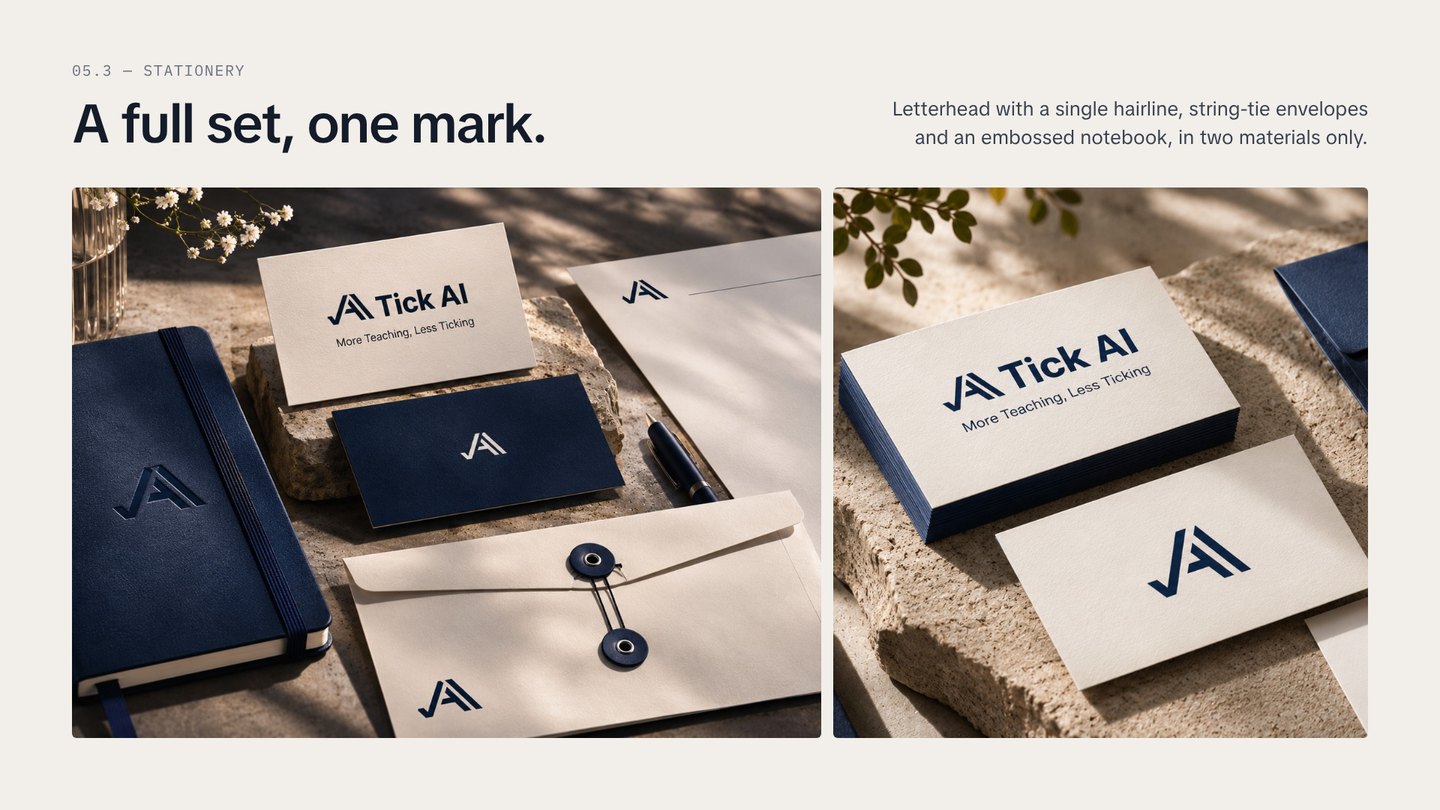 05.3 — STATIONERY
A full set, one mark.
Letterhead with a single hairline, string-tie envelopes
and an embossed notebook, in two materials only.
Tick AI
More Teaching, Less Ticking
Tick AI
More Teaching, Less Ticking